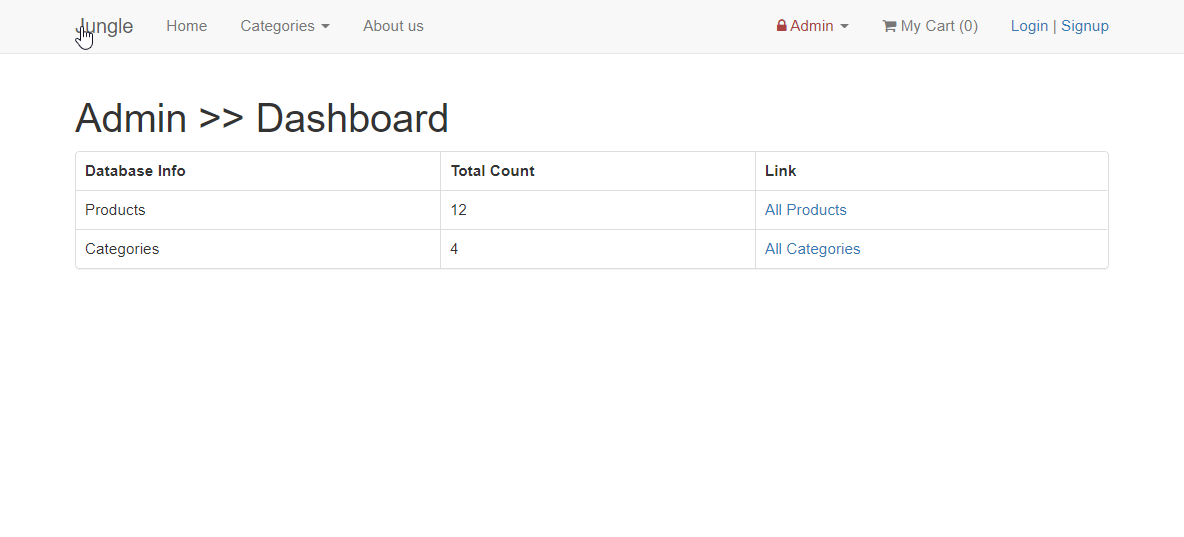 Jungle Home Categories About us Admin My Cart (0) Login | Signup
Admin >> Dashboard
Database Info Total Count Link
Products 12 All Products
Categories 4 All Categories